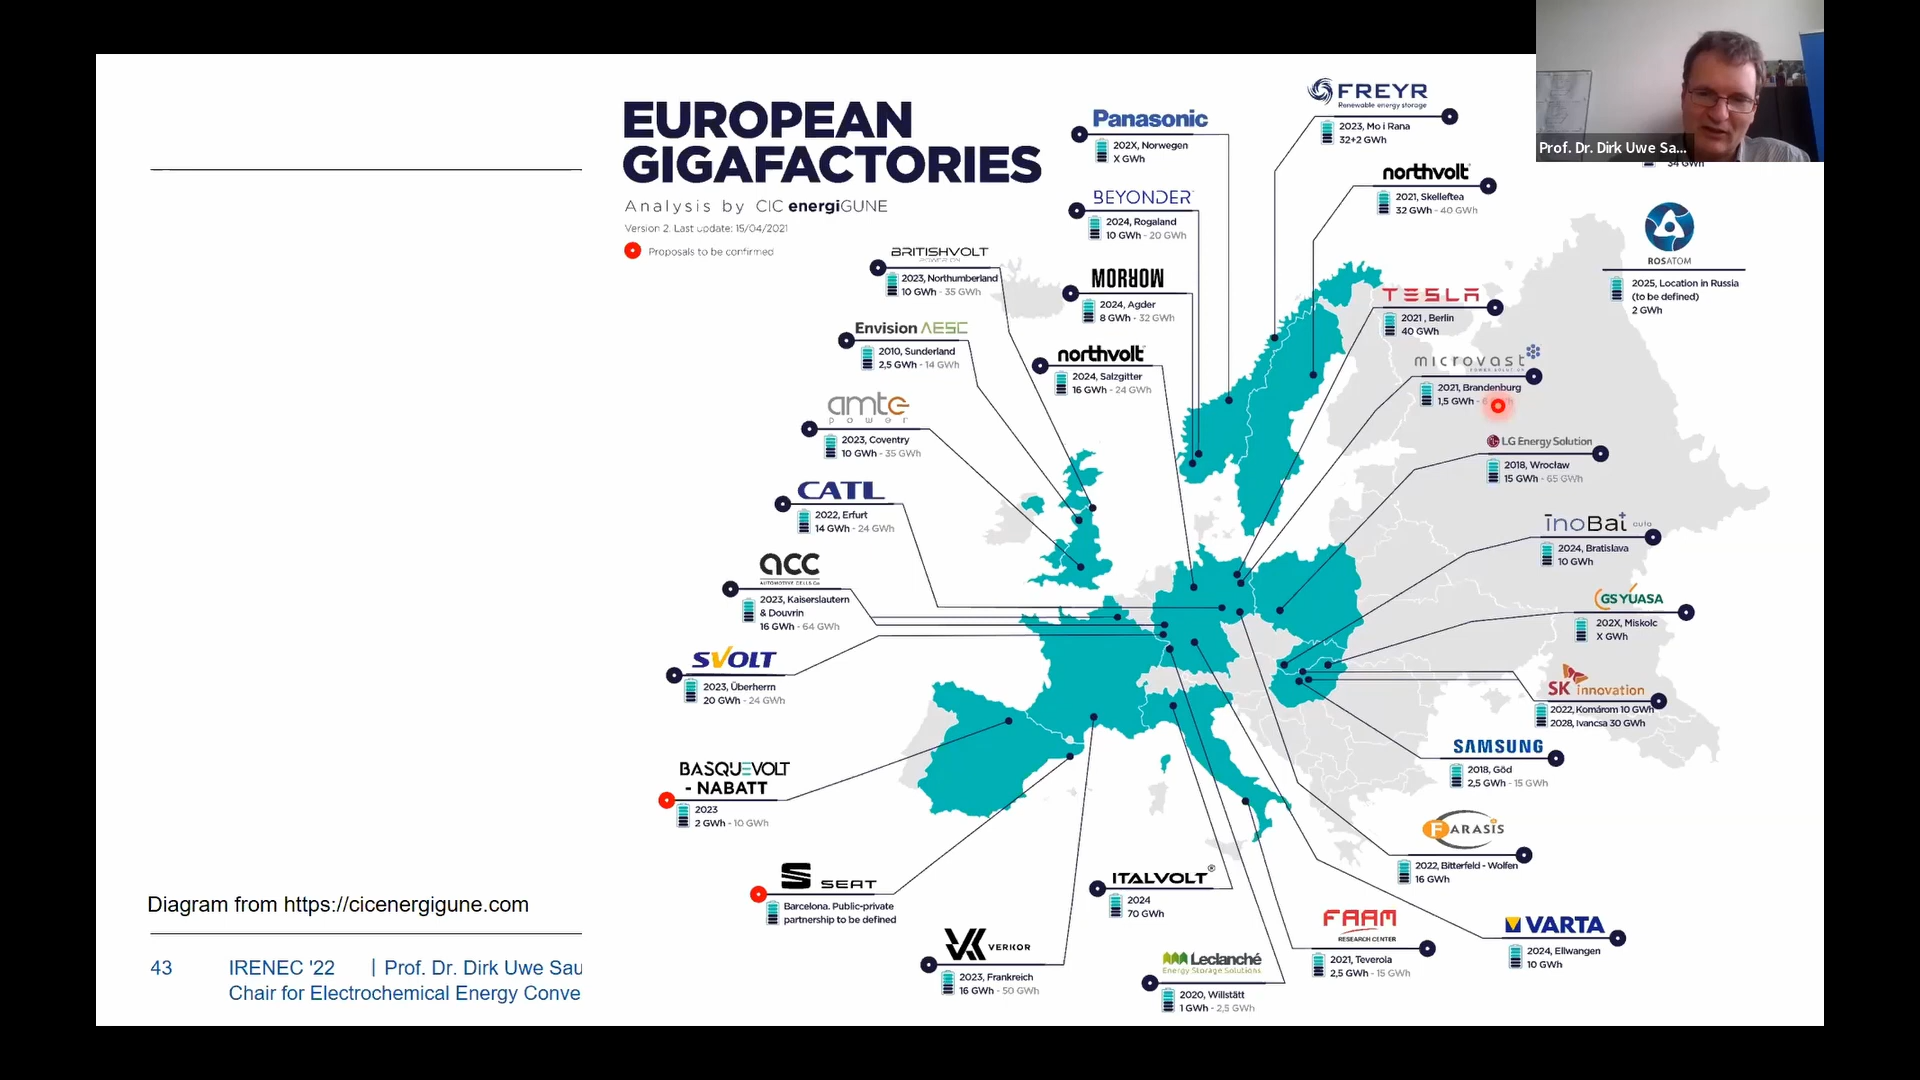 EUROPEAN
GIGAFACTORIES
Analysis by CIC energiGUNE
Version 2. Last update: 15/04/2021
Proposals to be confirmed
Panasonic
202X, Norwegen
X GWh
BEYONDER
2024, Rogaland
10 GWh - 20 GWh
MORROW
2024, Agder
8 GWh - 32 GWh
northvolt
2024, Salzgitter
16 GWh - 24 GWh
BRITISHVOLT
2023, Northumberland
10 GWh - 35 GWh
Envision AESC
2010, Sunderland
2,5 GWh - 14 GWh
amte
power
2023, Coventry
10 GWh - 35 GWh
CATL
2022, Erfurt
14 GWh - 24 GWh
acc
AUTOMOTIVE CELLS Co
2023, Kaiserslautern
& Douvrin
16 GWh - 64 GWh
SVOLT
2023, Überherrn
20 GWh - 24 GWh
BASQUEVOLT
- NABATT
2023
2 GWh - 10 GWh
SEAT
Barcelona. Public-private
partnership to be defined
VERKOR
2023, Frankreich
16 GWh - 50 GWh
ITALVOLT
2024
70 GWh
Leclanché
Energy Storage Solutions
2020, Willstätt
1 GWh - 2,5 GWh
FREYR
Renewable energy storage
2023, Mo i Rana
32+2 GWh
northvolt
2021, Skelleftea
32 GWh - 40 GWh
34 GWh
ROSATOM
2025, Location in Russia
(to be defined)
2 GWh
TESLA
2021 , Berlin
40 GWh
microvast
2021, Brandenburg
1,5 GWh -
LG Energy Solution
2018, Wrocław
15 GWh - 65 GWh
inoBat auto
2024, Bratislava
10 GWh
GS YUASA
202X, Miskolc
X GWh
SK innovation
2022, Komárom 10 GWh
2028, Ivancsa 30 GWh
SAMSUNG
2018, Göd
2,5 GWh - 15 GWh
FARASIS
2022, Bitterfeld - Wolfen
16 GWh
FAAM
RESEARCH CENTER
2021, Teverola
2,5 GWh - 15 GWh
VARTA
2024, Ellwangen
10 GWh
Prof. Dr. Dirk Uwe Sa...
Diagram from https://cicenergigune.com
43 IRENEC '22 | Prof. Dr. Dirk Uwe Sau
Chair for Electrochemical Energy Conve